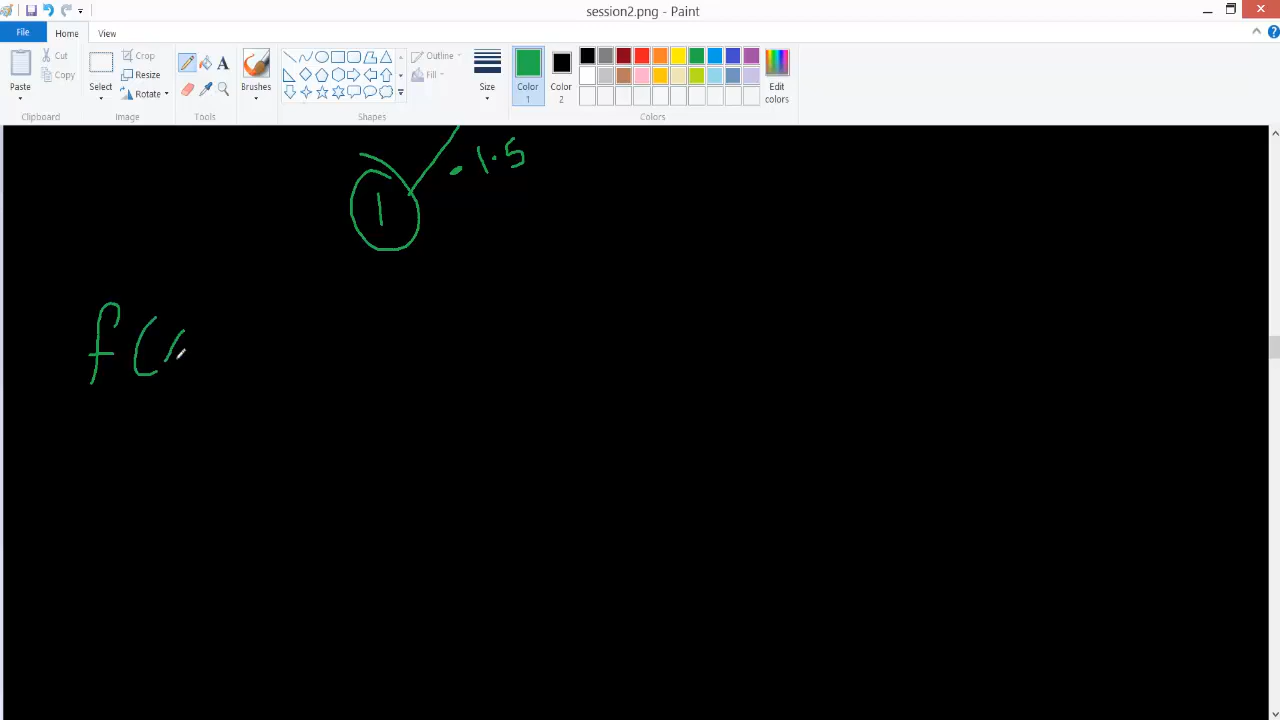 session2.png - Paint
File Home View
Paste Cut Copy Clipboard
Select Crop Resize Rotate Image
Tools
Brushes
Outline Fill Shapes
Size
Color 1 Color 2 Edit colors Colors
.1.5
1
f(